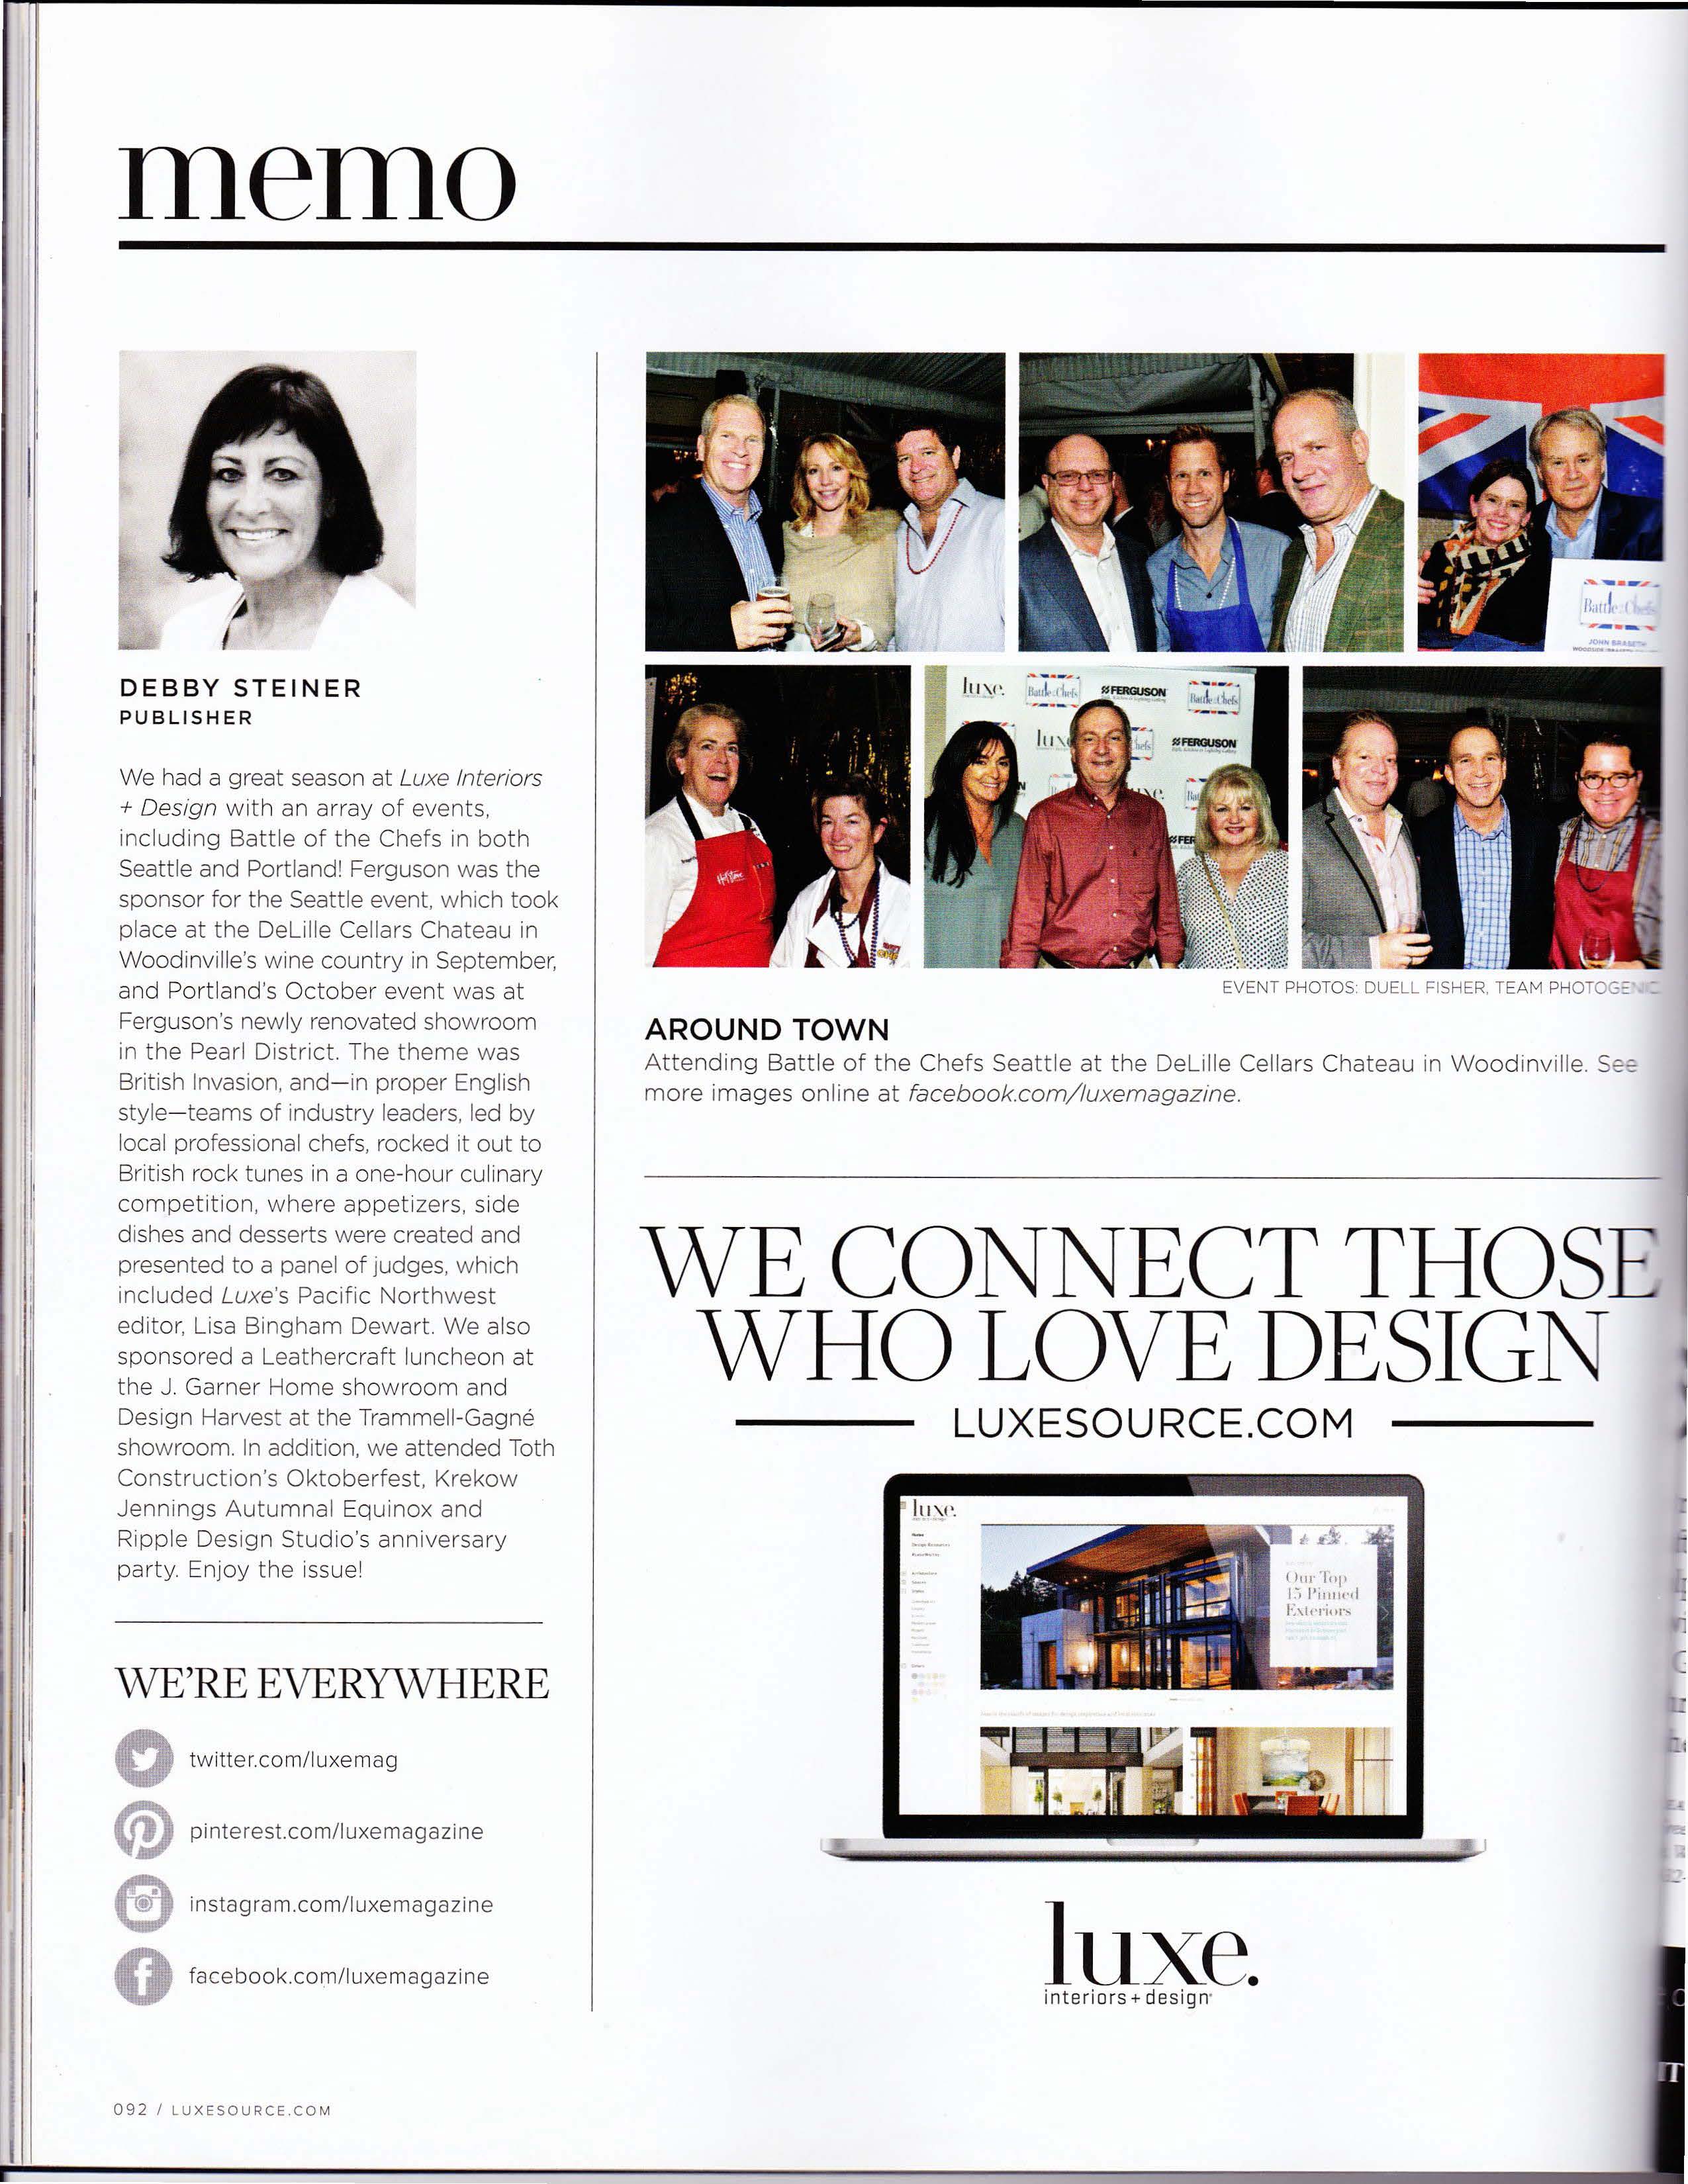 memo
DEBBY STEINER
PUBLISHER
We had a great season at Luxe Interiors
+ Design with an array of events,
including Battle of the Chefs in both
Seattle and Portland! Ferguson was the
sponsor for the Seattle event, which took
place at the DeLille Cellars Chateau in
Woodinville's wine country in September,
and Portland's October event was at
Ferguson's newly renovated showroom
in the Pearl District. The theme was
British Invasion, and—in proper English
style—teams of industry leaders, led by
local professional chefs, rocked it out to
British rock tunes in a one-hour culinary
competition, where appetizers, side
dishes and desserts were created and
presented to a panel of judges, which
included Luxe's Pacific Northwest
editor, Lisa Bingham Dewart. We also
sponsored a Leathercraft luncheon at
the J. Garner Home showroom and
Design Harvest at the Trammell-Gagné
showroom. In addition, we attended Toth
Construction's Oktoberfest, Krekow
Jennings Autumnal Equinox and
Ripple Design Studio's anniversary
party. Enjoy the issue!
WE'RE EVERYWHERE
twitter.com/luxemag
pinterest.com/luxemagazine
instagram.com/luxemagazine
facebook.com/luxemagazine
Battle of the Chefs
JOHN BRASETH
luxe. Battle of the Chefs FERGUSON Battle of the Chefs
FERGUSON
EVENT PHOTOS: DUELL FISHER, TEAM PHOTOGENIC
AROUND TOWN
Attending Battle of the Chefs Seattle at the DeLille Cellars Chateau in Woodinville. See
more images online at facebook.com/luxemagazine.
WE CONNECT THOSE
WHO LOVE DESIGN
LUXESOURCE.COM
luxe.
Our Top
15 Pinned
Exteriors
luxe.
interiors+design
092 / LUXESOURCE.COM